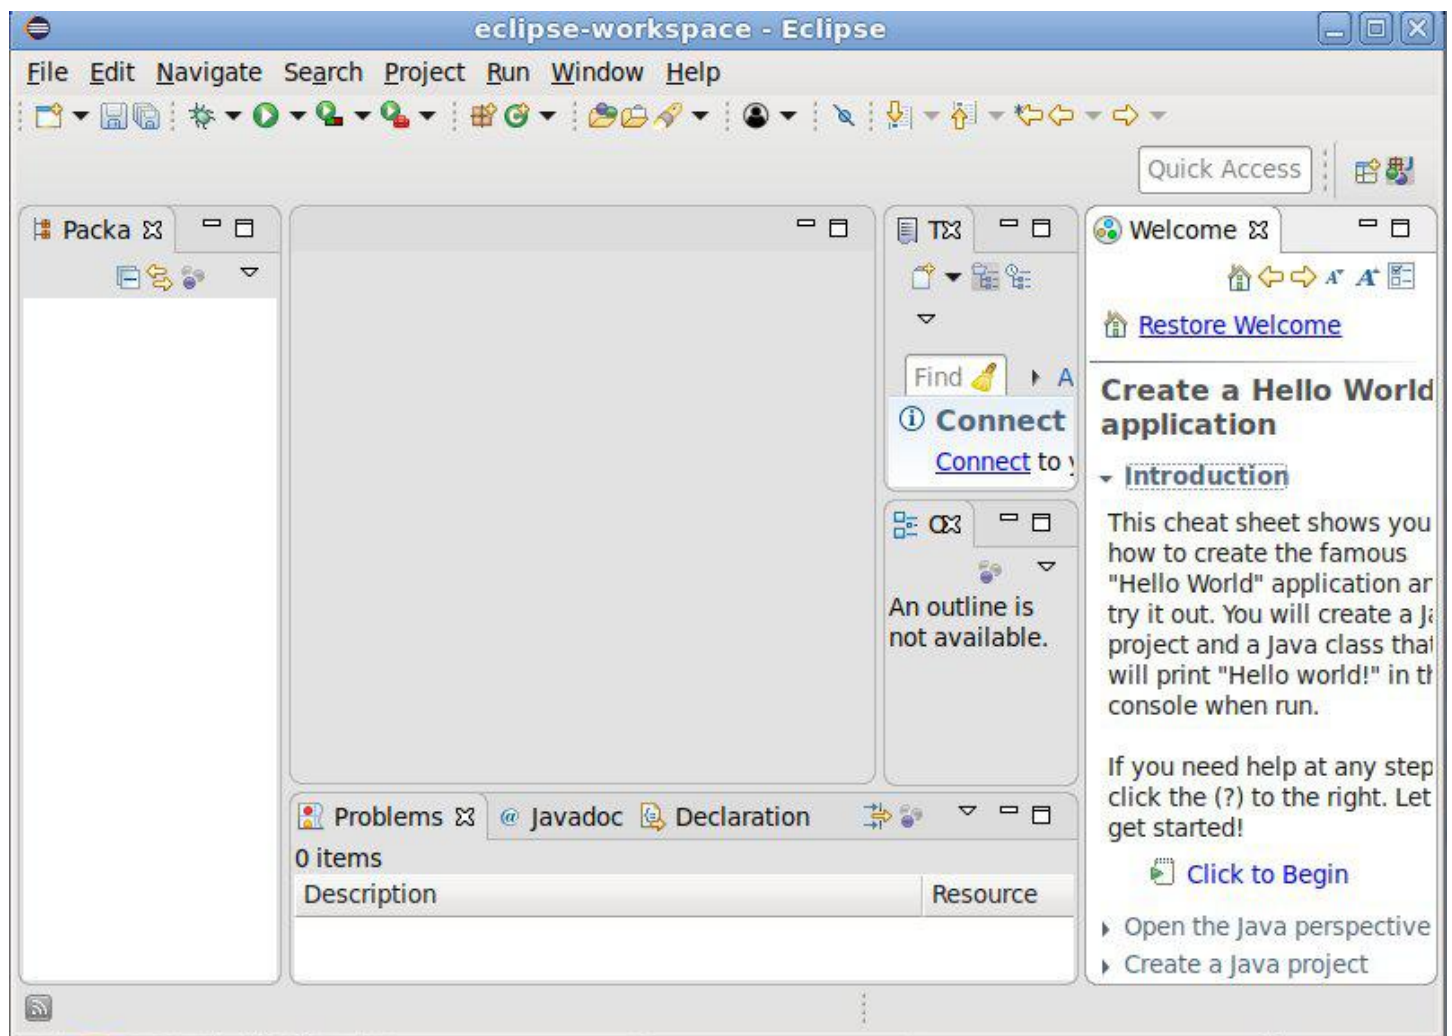 eclipse-workspace - Eclipse
File Edit Navigate Search Project Run Window Help
Quick Access
Packa
T
Welcome
Restore Welcome
Find
A
Create a Hello World
application
Connect
Connect to
Introduction
This cheat sheet shows you
how to create the famous
"Hello World" application
try it out. You will create a
project and a Java class that
will print "Hello world!" in
console when run.
O
An outline is
not available.
If you need help at any step
click the (?) to the right. Let
get started!
Click to Begin
Open the Java perspective
Create a Java project
Problems @ Javadoc Declaration
0 items
Description Resource